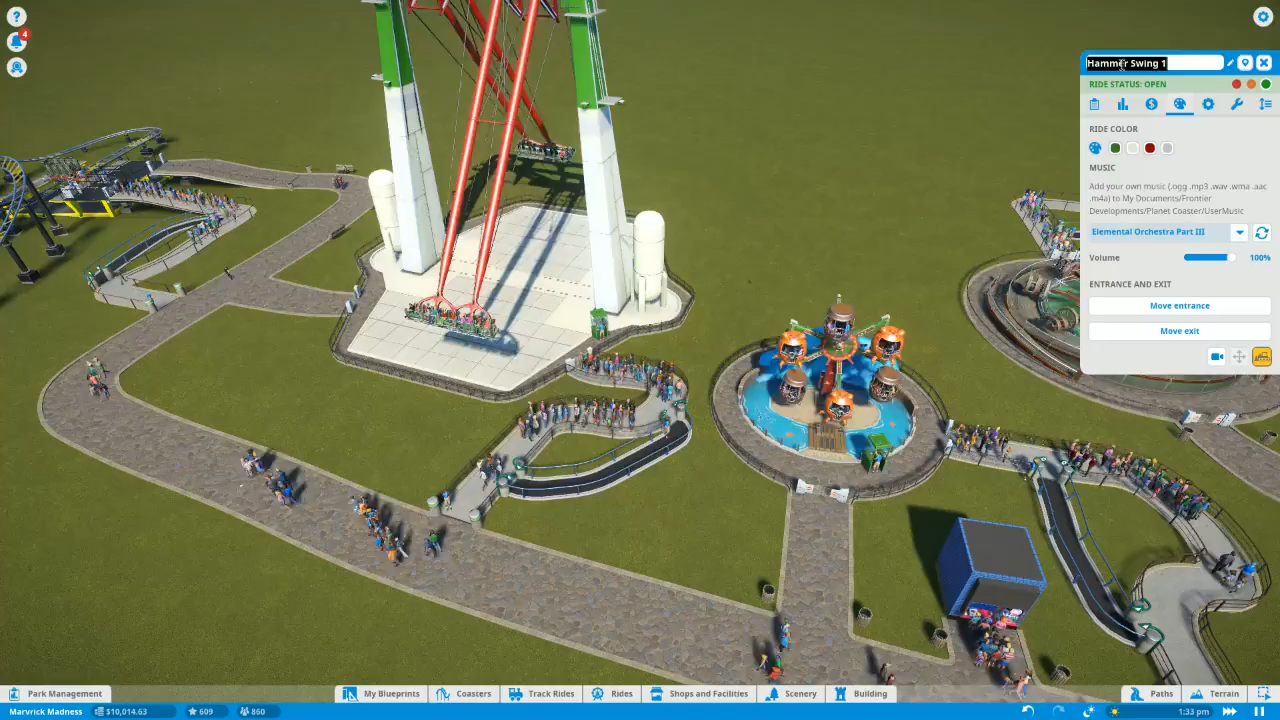 ?
4
Hammer Swing 1
RIDE STATUS: OPEN
RIDE COLOR
MUSIC
Add your own music (.ogg .mp3 .wav .wma .aac
.m4a) to My Documents/Frontier
Developments/Planet Coaster/UserMusic
Elemental Orchestra Part III
Volume 100%
ENTRANCE AND EXIT
Move entrance
Move exit
Park Management My Blueprints Coasters Track Rides Rides Shops and Facilities Scenery Building Paths Terrain
Marvrick Madness $10,014.63 609 860 1:33 pm